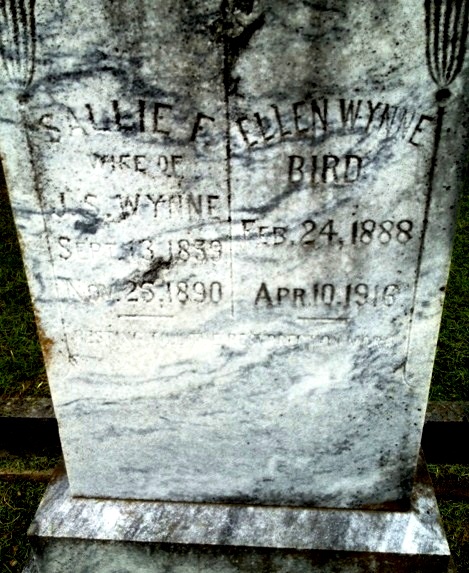 SALLIE F.
WIFE OF
J. S. WYNNE
SEPT. 13, 1839
NOV. 25, 1890
ELLEN WYNNE
BIRD
FEB. 24, 1888
APR. 10, 1916